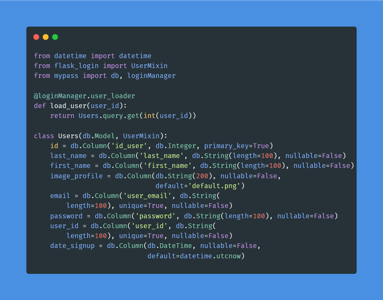 from datetime import datetime
from flask_login import UserMixin
from mypass import db, loginManager
@loginManager.user_loader
def load_user(user_id):
return Users.query.get(int(user_id))
class Users(db.Model, UserMixin):
id = db.Column('id_user', db.Integer, primary_key=True)
last_name = db.Column('last_name', db.String(length=100), nullable=False)
first_name = db.Column('first_name', db.String(length=100), nullable=False)
image_profile = db.Column(db.String(200), nullable=False,
default='default.png')
email = db.Column('user_email', db.String(
length=100), unique=True, nullable=False)
password = db.Column('password', db.String(length=100), nullable=False)
user_id = db.Column('user_id', db.String(
length=100), unique=True, nullable=False)
date_signup = db.Column(db.DateTime, nullable=False,
default=datetime.utcnow)